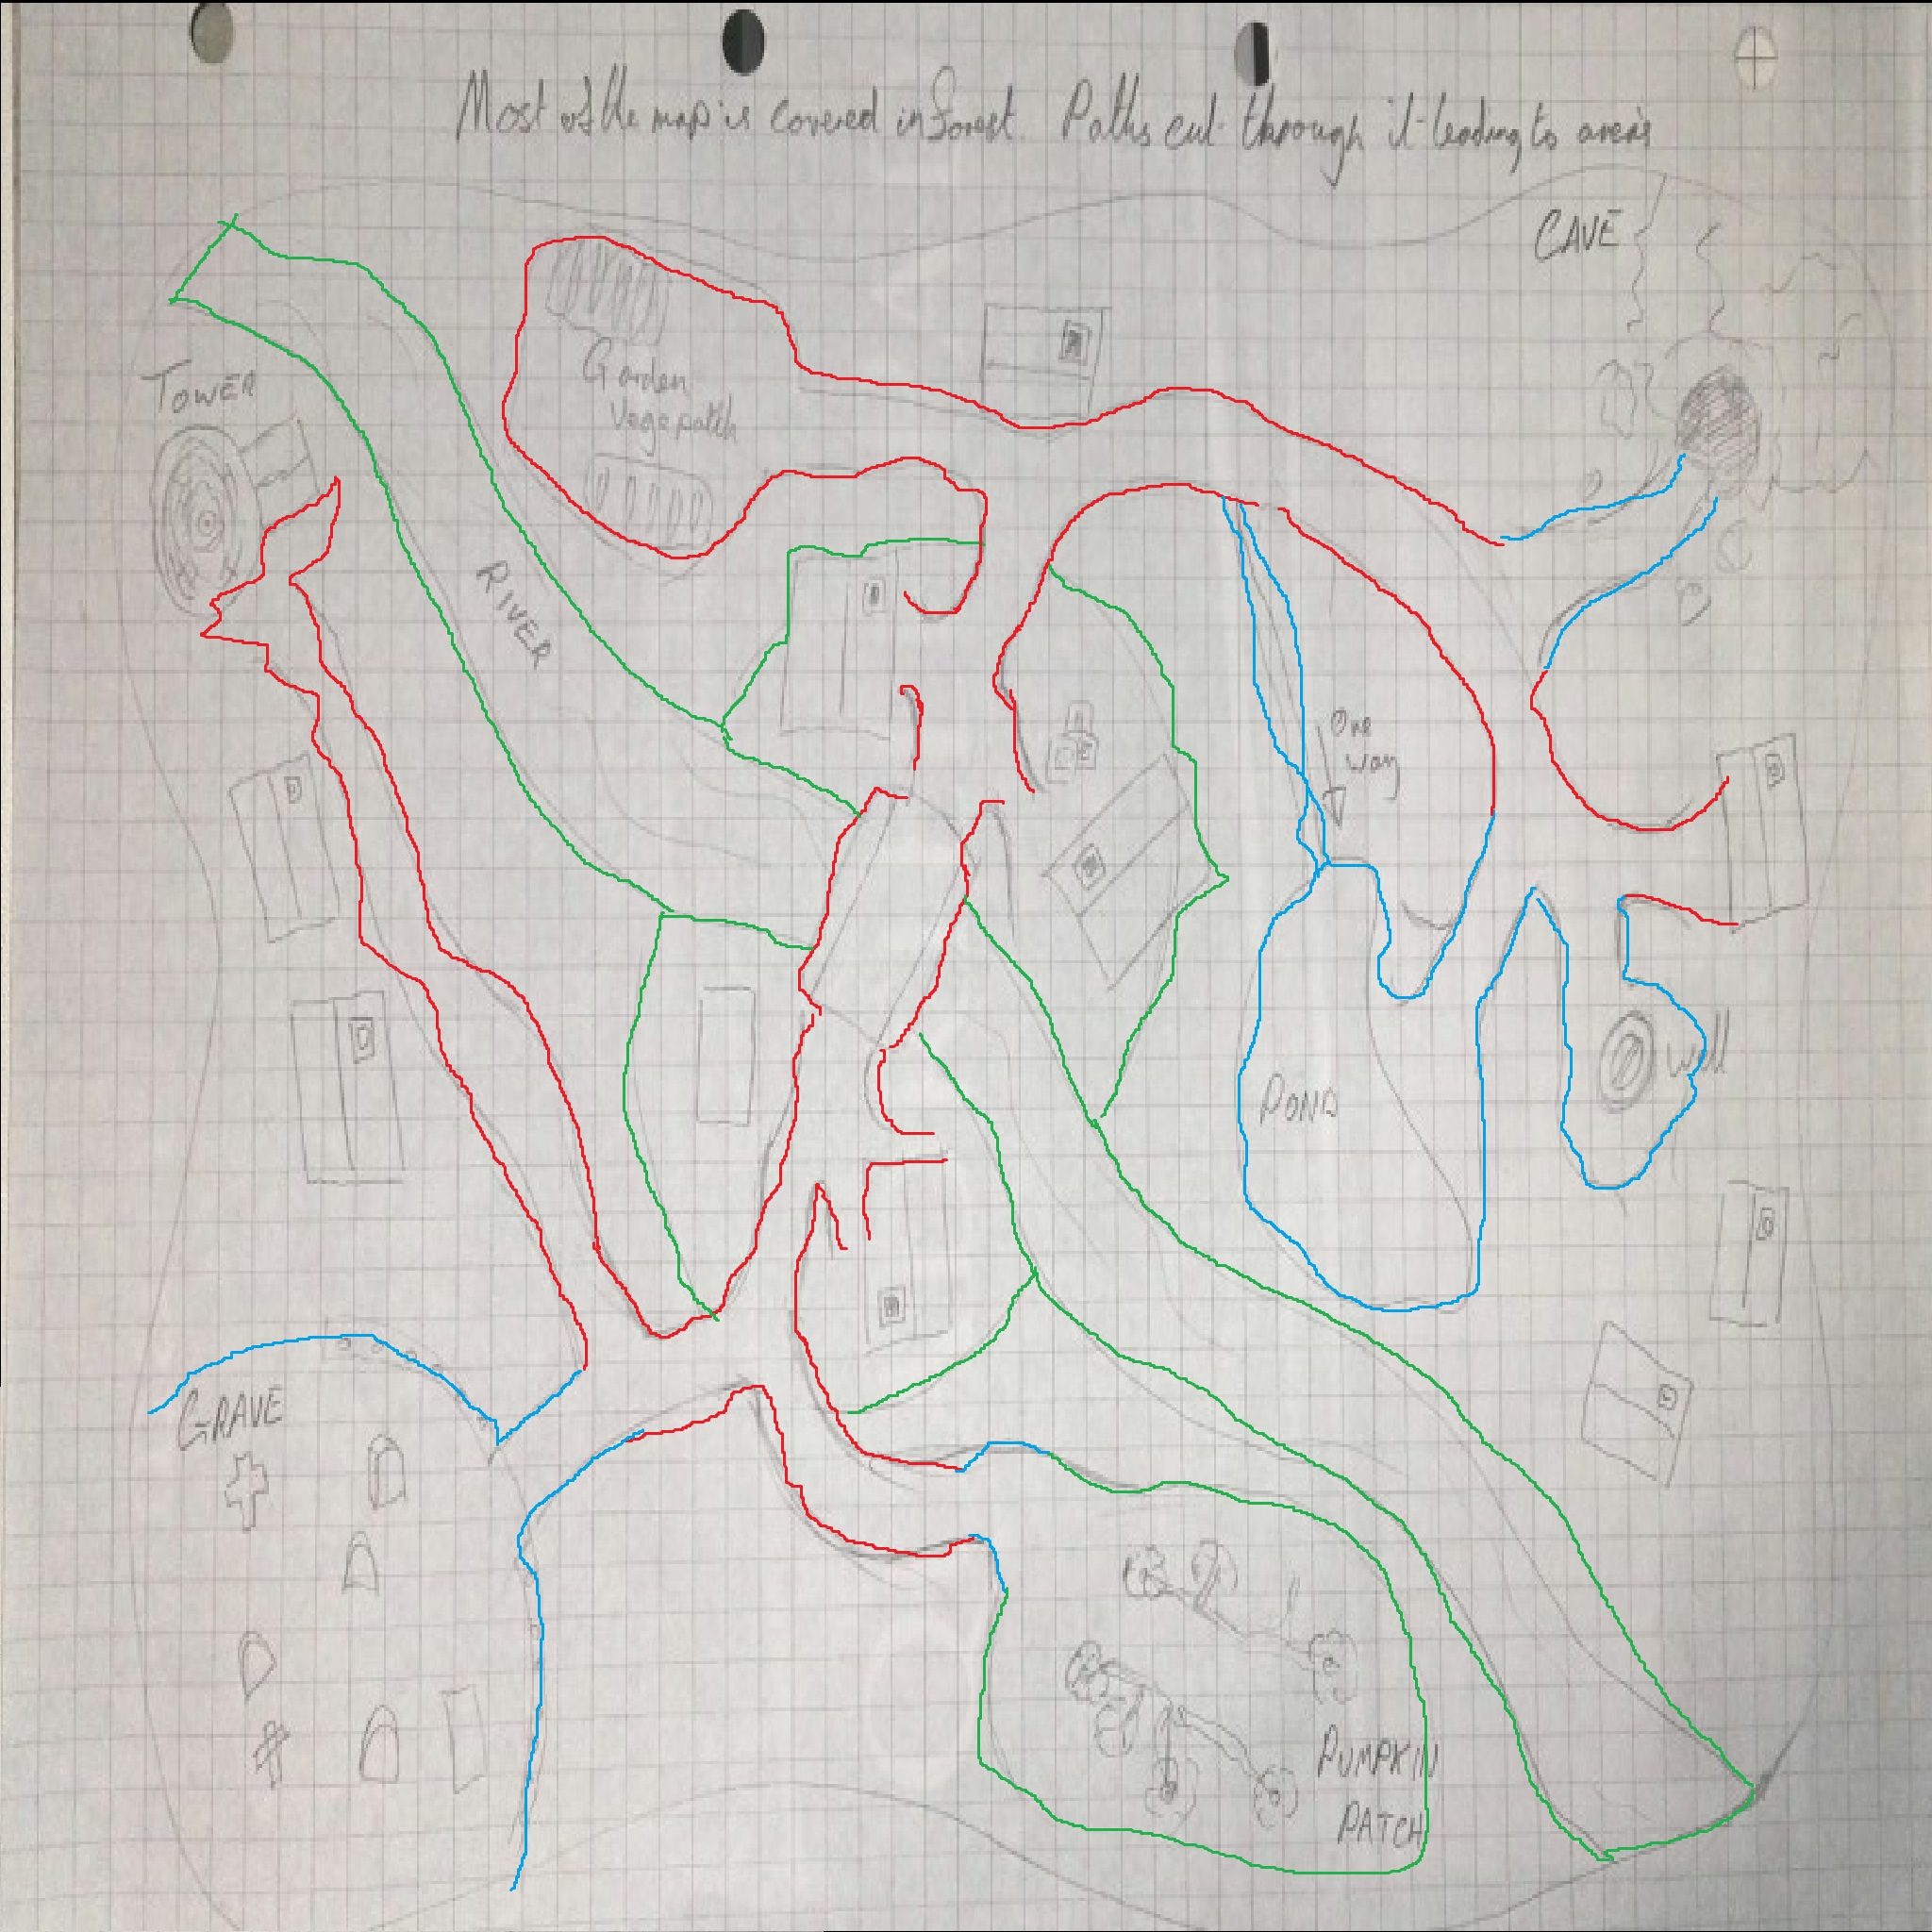 Most of the map is covered in forest. Paths cut through it leading to areas
CAVE
TOWER
Garden
Vege patch
RIVER
One
way
POND
Well
GRAVE
PUMPKIN
PATCH